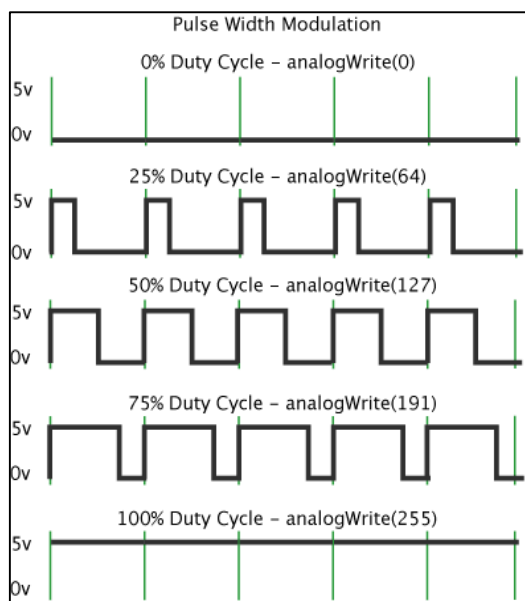 Pulse Width Modulation
0% Duty Cycle – analogWrite(0)
5v
0v
25% Duty Cycle – analogWrite(64)
5v
0v
50% Duty Cycle – analogWrite(127)
5v
0v
75% Duty Cycle – analogWrite(191)
5v
0v
100% Duty Cycle – analogWrite(255)
5v
0v